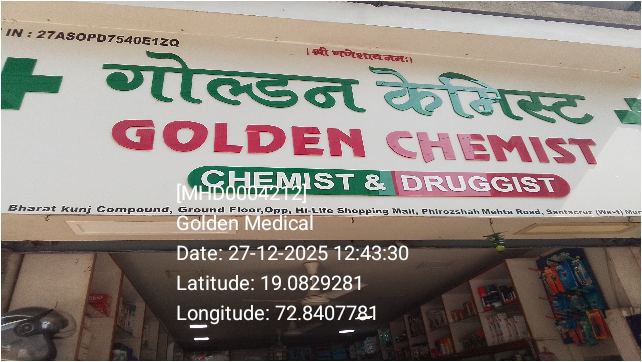 IN : 27ASOPD7540E1ZQ
। श्री गणेशाय नमः।
गोल्डन केमिस्ट
GOLDEN CHEMIST
CHEMIST & DRUGGIST
[MHD0004212]
Bharat Kunj Compound, Ground Floor, Opp, Hi-Life Shopping Mall, Phirozshah Mehta Road, Santacruz (West)
Golden Medical
Date: 27-12-2025 12:43:30
Latitude: 19.0829281
Longitude: 72.8407781